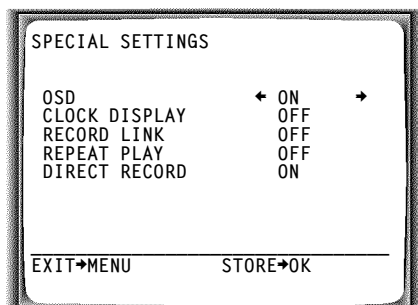 SPECIAL SETTINGS
OSD ← ON →
CLOCK DISPLAY OFF
RECORD LINK OFF
REPEAT PLAY OFF
DIRECT RECORD ON
EXIT→MENU STORE→OK